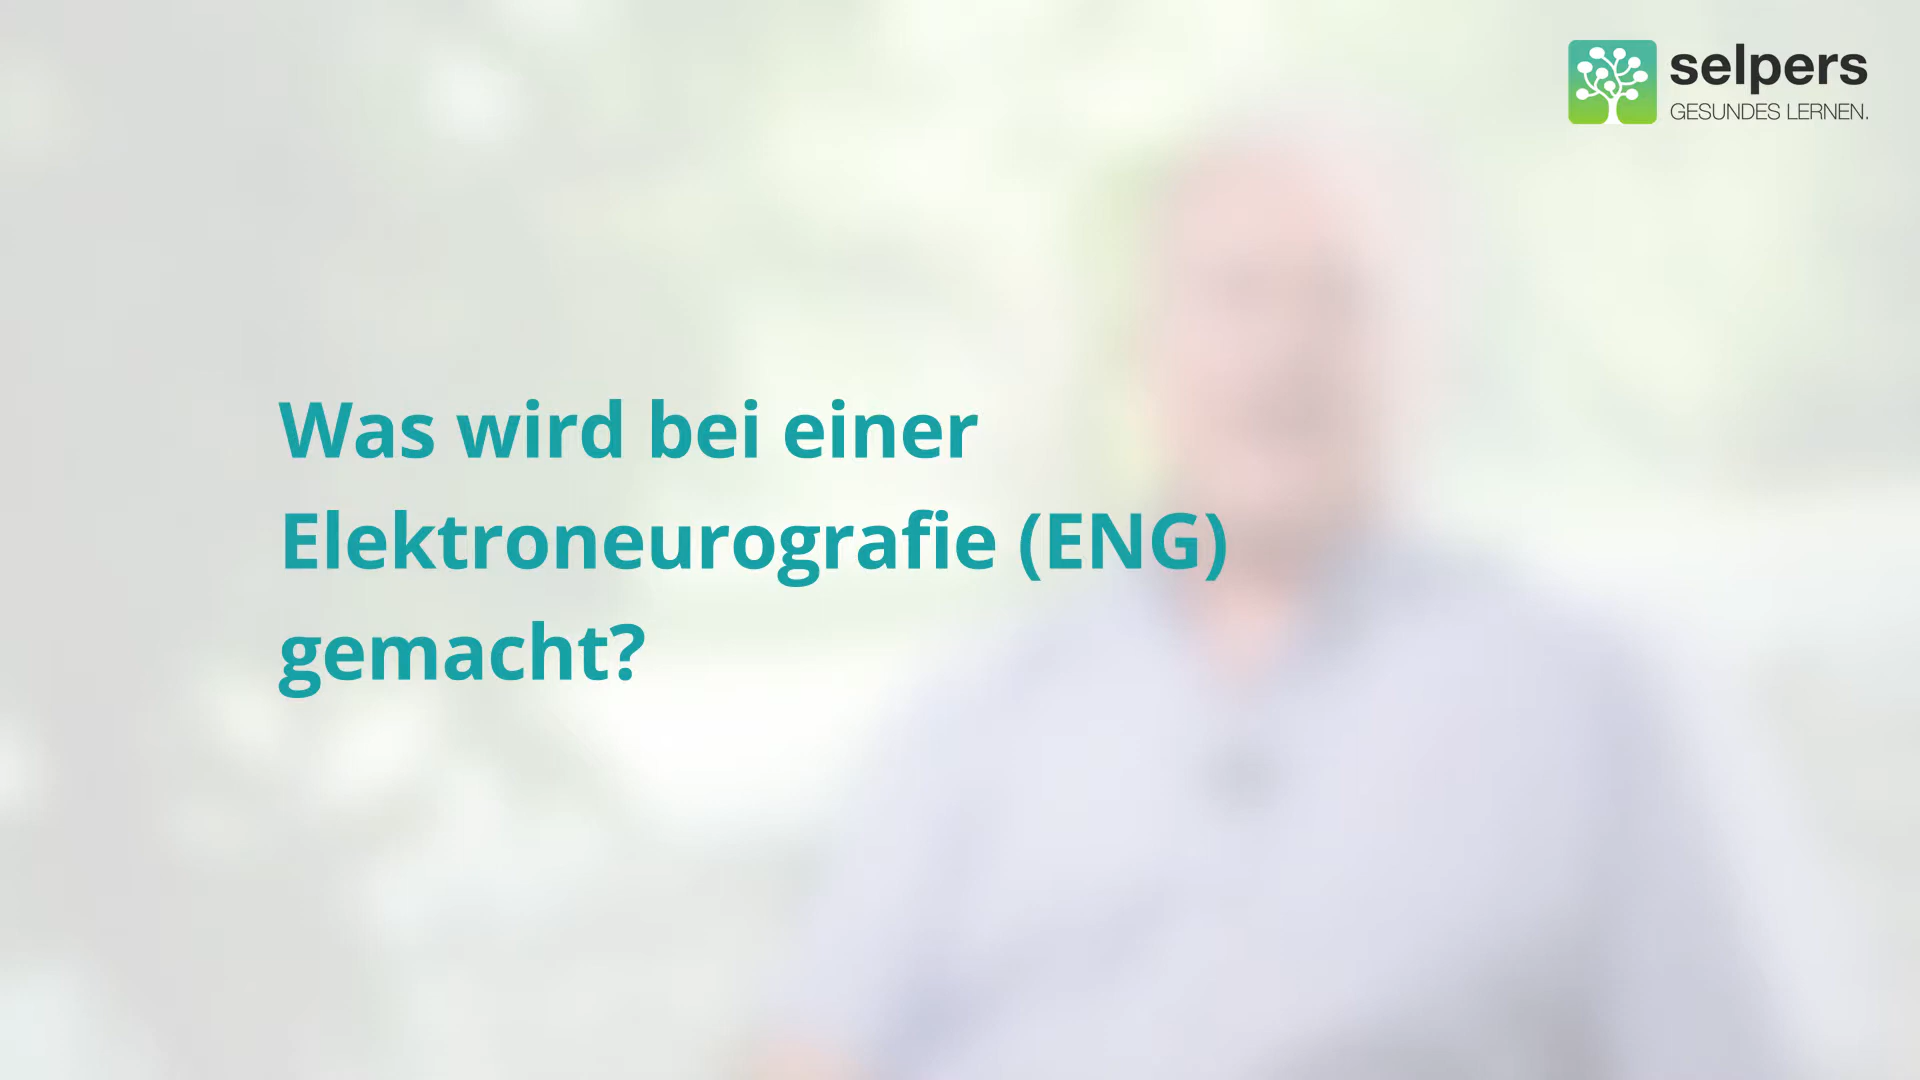 selpers
GESUNDES LERNEN.
Was wird bei einer
Elektroneurografie (ENG)
gemacht?